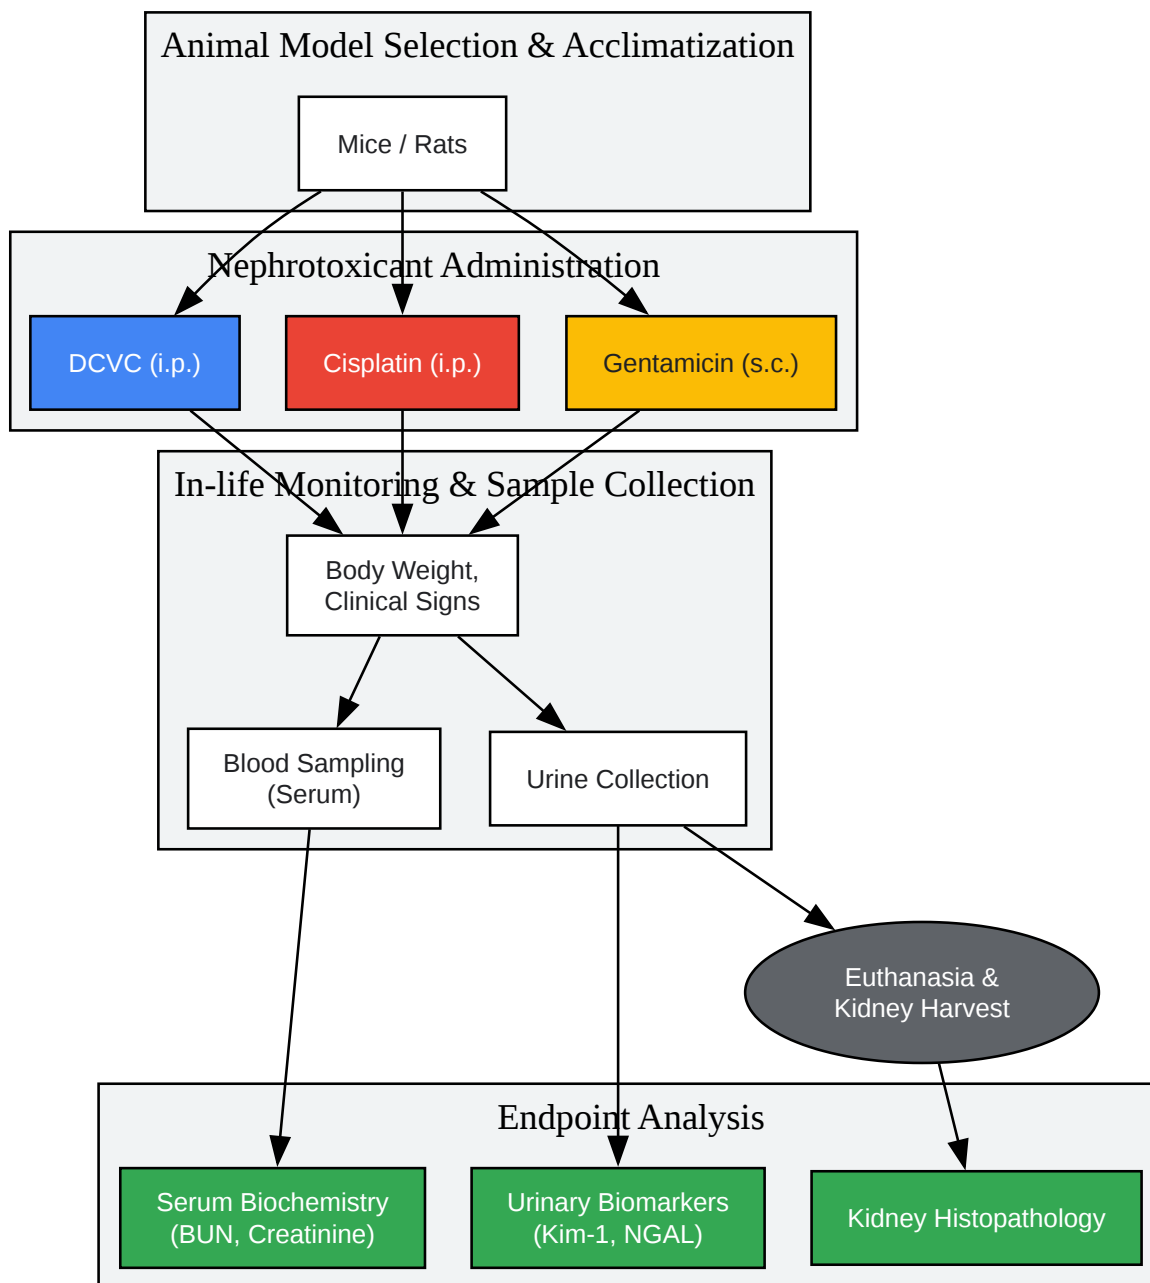 Animal Model Selection & Acclimatization
Mice / Rats
Nephrotoxicant Administration
DCVC (i.p.)
Cisplatin (i.p.)
Gentamicin (s.c.)
In-life Monitoring & Sample Collection
Body Weight,
Clinical Signs
Blood Sampling
(Serum)
Urine Collection
Euthanasia &
Kidney Harvest
Endpoint Analysis
Serum Biochemistry
(BUN, Creatinine)
Urinary Biomarkers
(Kim-1, NGAL)
Kidney Histopathology